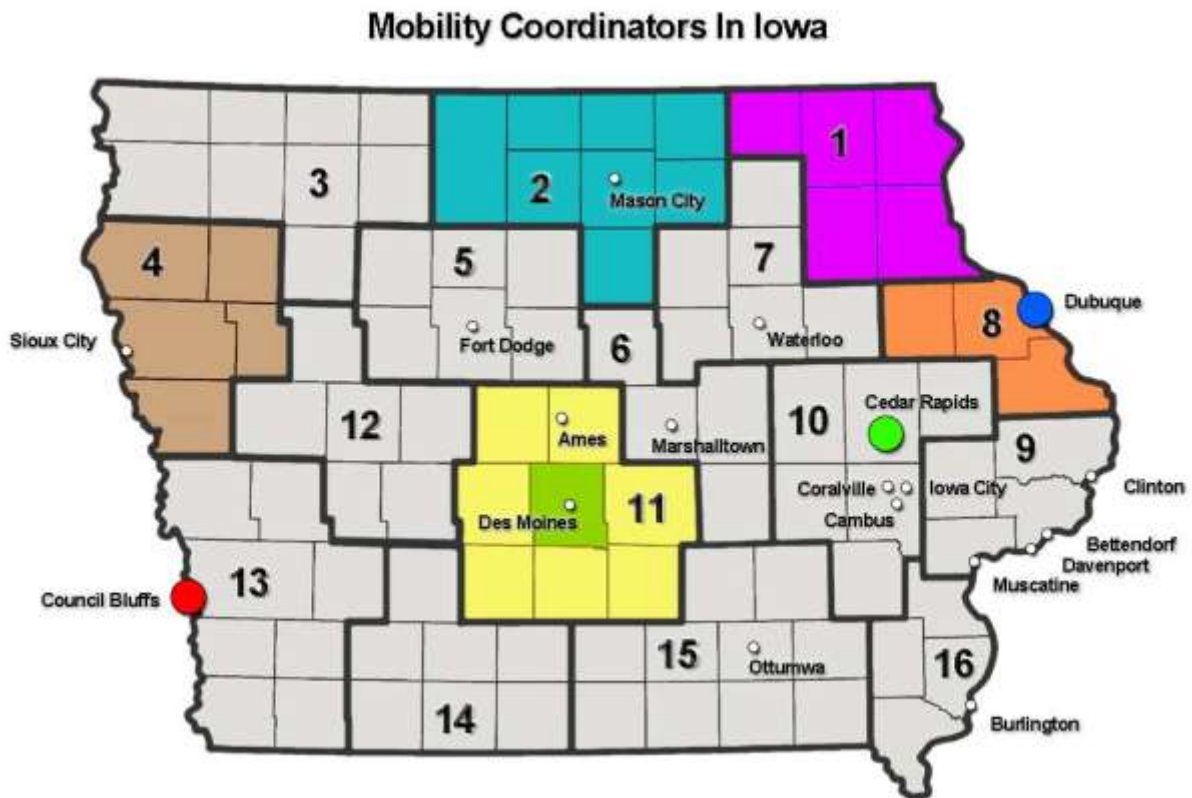 Mobility Coordinators In Iowa
1
3
2
Mason City
4
5
7
Dubuque
8
Sioux City
Fort Dodge
6
Waterloo
Cedar Rapids
12
Ames
Marshalltown
10
9
11
Coralville
Iowa City
Clinton
Des Moines
Cambus
Bettendorf
Davenport
13
Muscatine
Council Bluffs
15
Ottumwa
16
14
Burlington